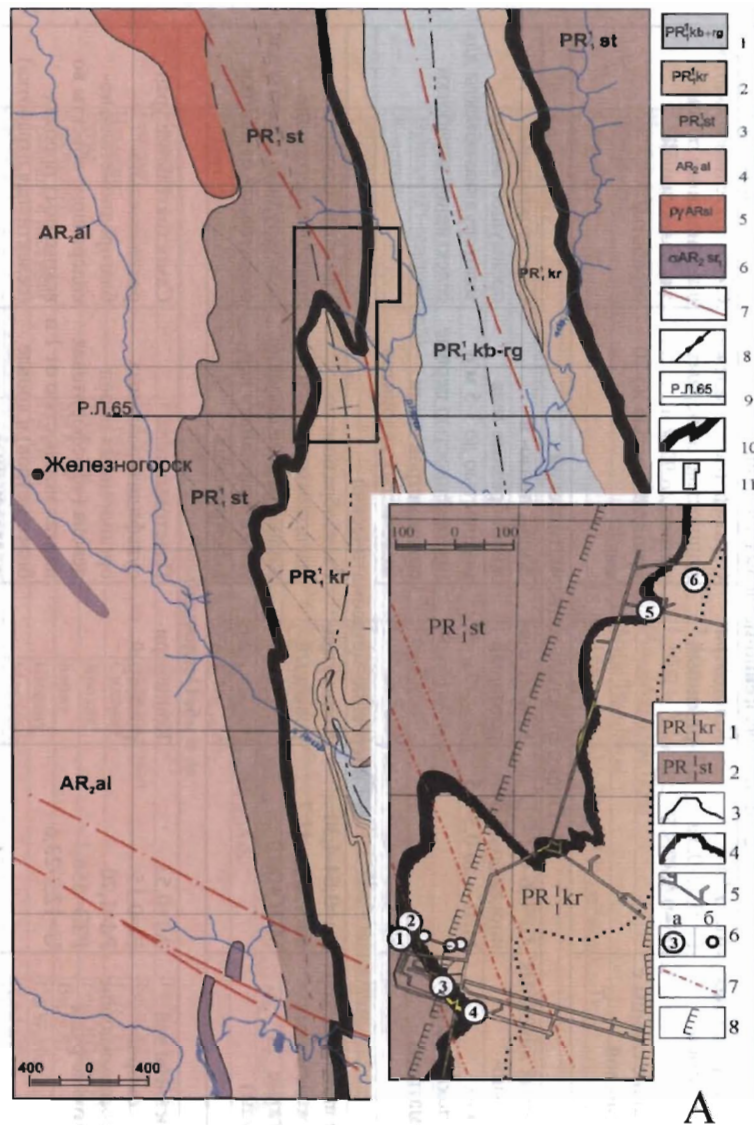 PR₁¹ st
PR₁¹ st
AR₂al
PR₁¹ kr
PR₁¹ kb-rg
Р.Л.65
Железногорск
PR₁¹ st
PR₁¹ kr
AR₂al
400 0 400
PR₁¹kb+rg 1
PR₁¹kr 2
PR₁¹st 3
AR₂ al 4
ργARal 5
6
7
8
Р.Л.65 9
10
11
100 0 100
PR₁¹st
6
5
PR₁¹kr
2
1
3
4
PR₁¹kr 1
PR₁¹st 2
3
4
5
а б
3 6
7
8
А